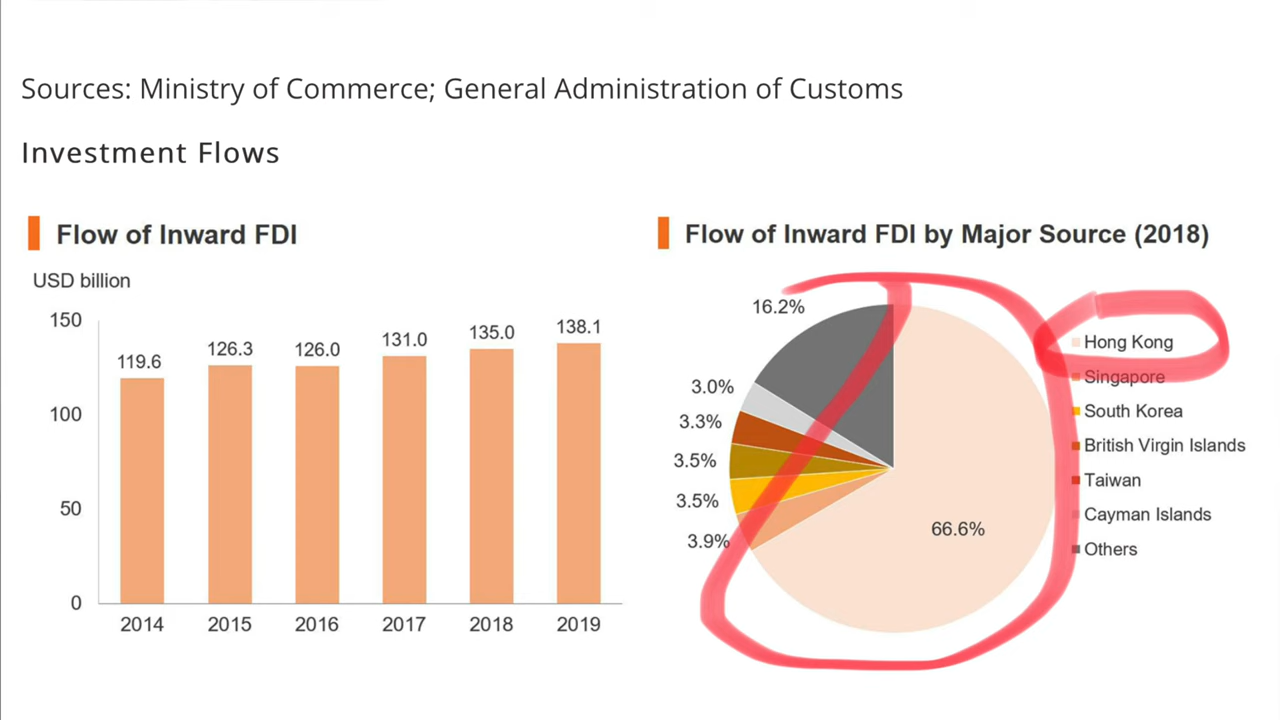 Sources: Ministry of Commerce; General Administration of Customs
Investment Flows
Flow of Inward FDI
USD billion
150
100
50
0
119.6
126.3
126.0
131.0
135.0
138.1
2014
2015
2016
2017
2018
2019
Flow of Inward FDI by Major Source (2018)
16.2%
3.0%
3.3%
3.5%
3.5%
3.9%
66.6%
Hong Kong
Singapore
South Korea
British Virgin Islands
Taiwan
Cayman Islands
Others